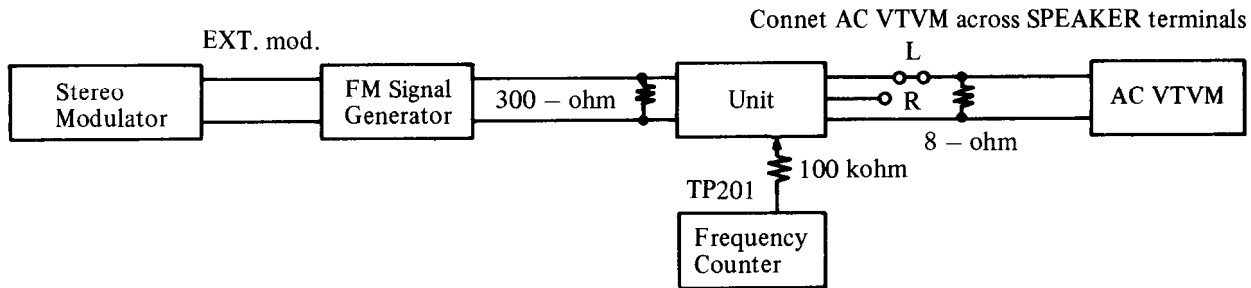 Connet AC VTVM across SPEAKER terminals
EXT. mod.
L
Stereo
Modulator
FM Signal
Generator
300 – ohm
Unit
R
AC VTVM
8 – ohm
100 kohm
TP201
Frequency
Counter